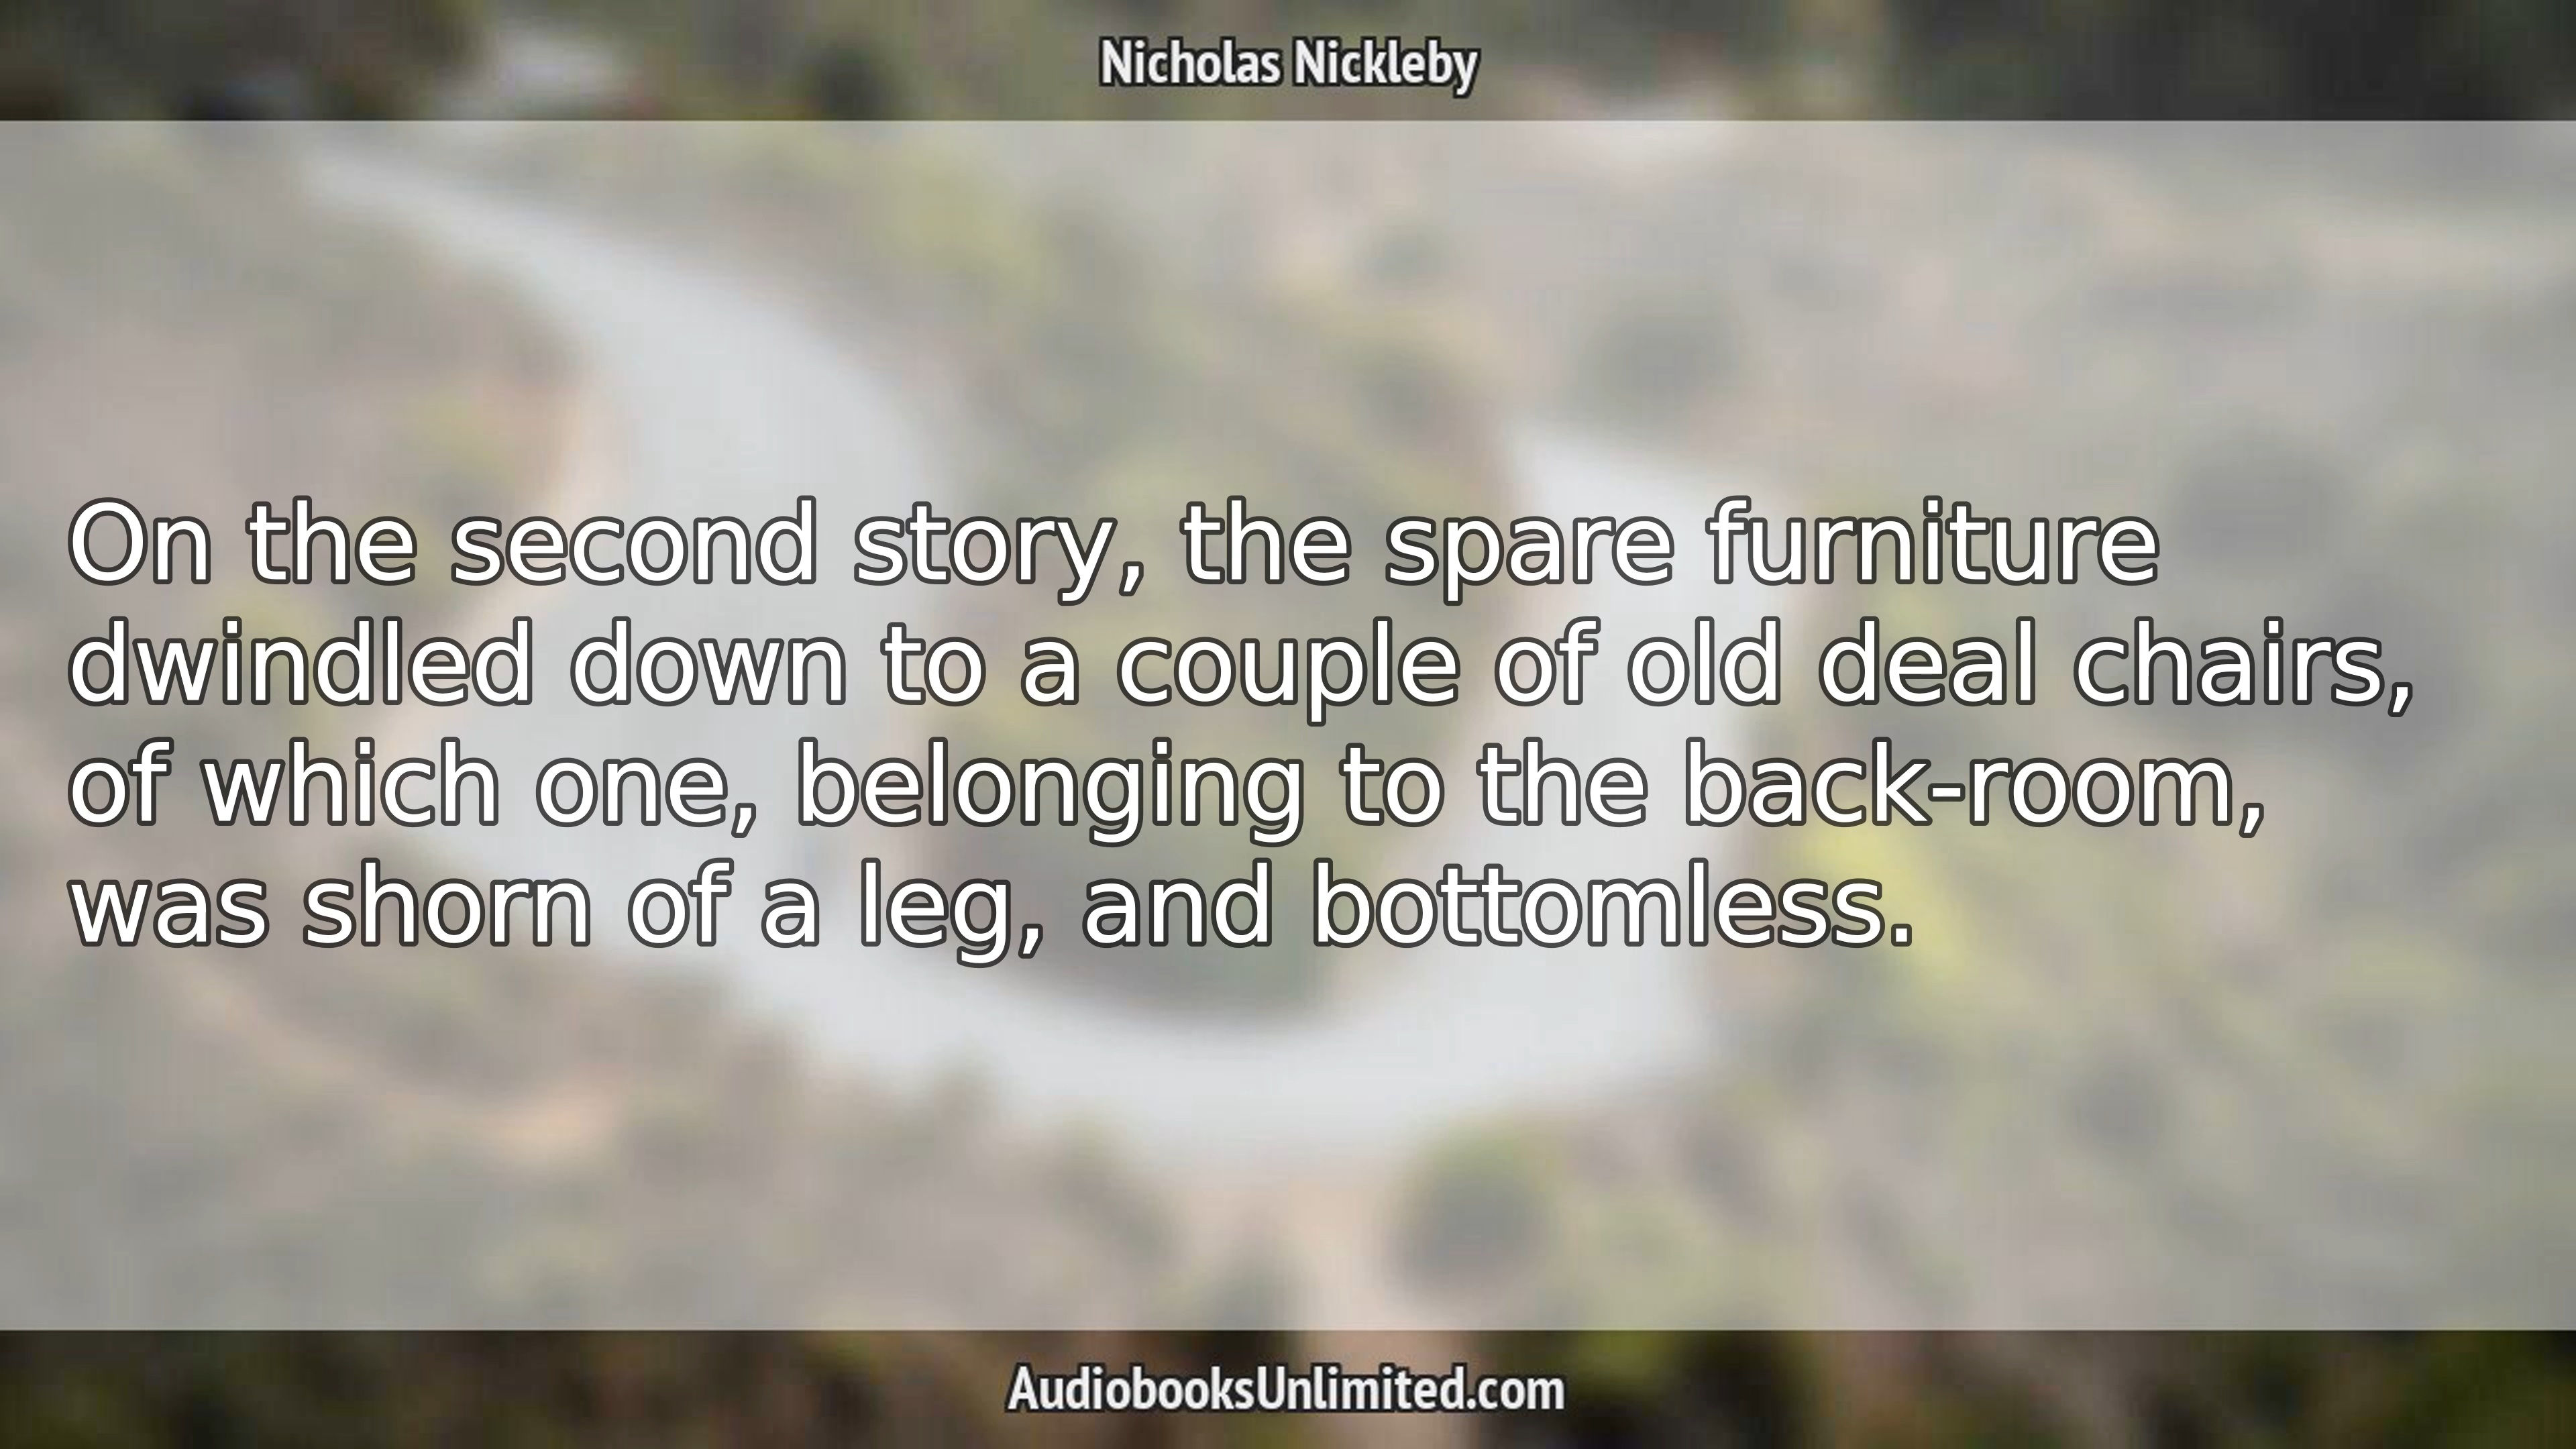 Nicholas Nickleby
On the second story, the spare furniture
dwindled down to a couple of old deal chairs,
of which one, belonging to the back-room,
was shorn of a leg, and bottomless.
AudiobooksUnlimited.com